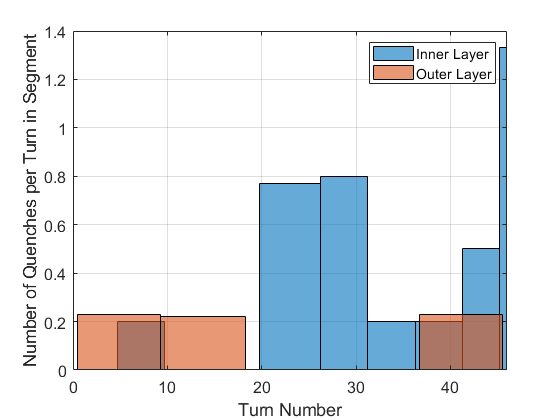 Number of Quenches per Turn in Segment
1.4
1.2
1
0.8
0.6
0.4
0.2
0
Inner Layer
Outer Layer
0 10 20 30 40
Turn Number